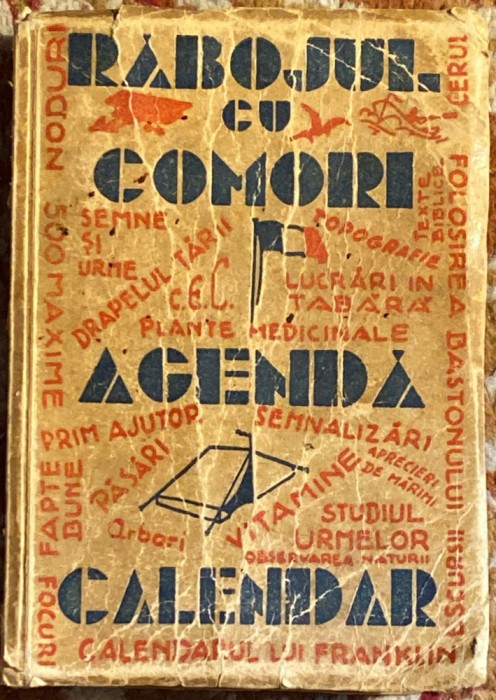 RĂBOJUL
CU
COMORI
SEMNE
ȘI
URME
DRAPELUL ȚĂRII
C.E.C.
TOPOGRAFIE
TEXTE
BIBLICE
LUCRĂRI IN
TABĂRĂ
PLANTE MEDICINALE
AGENDĂ
PRIM AJUTOR
SEMNALIZĂRI
PĂSĂRI
Arbori
VITAMINE
APRECIERI
DE MĂRIMI
STUDIUL
URMELOR
OBSERVAREA NATURII
CALENDAR
CALENDARUL LUI FRANKLIN
FOCURI FAPTE BUNE 500 MAXIME NODURI
CERUL FOLOSIREA BASTONULUI